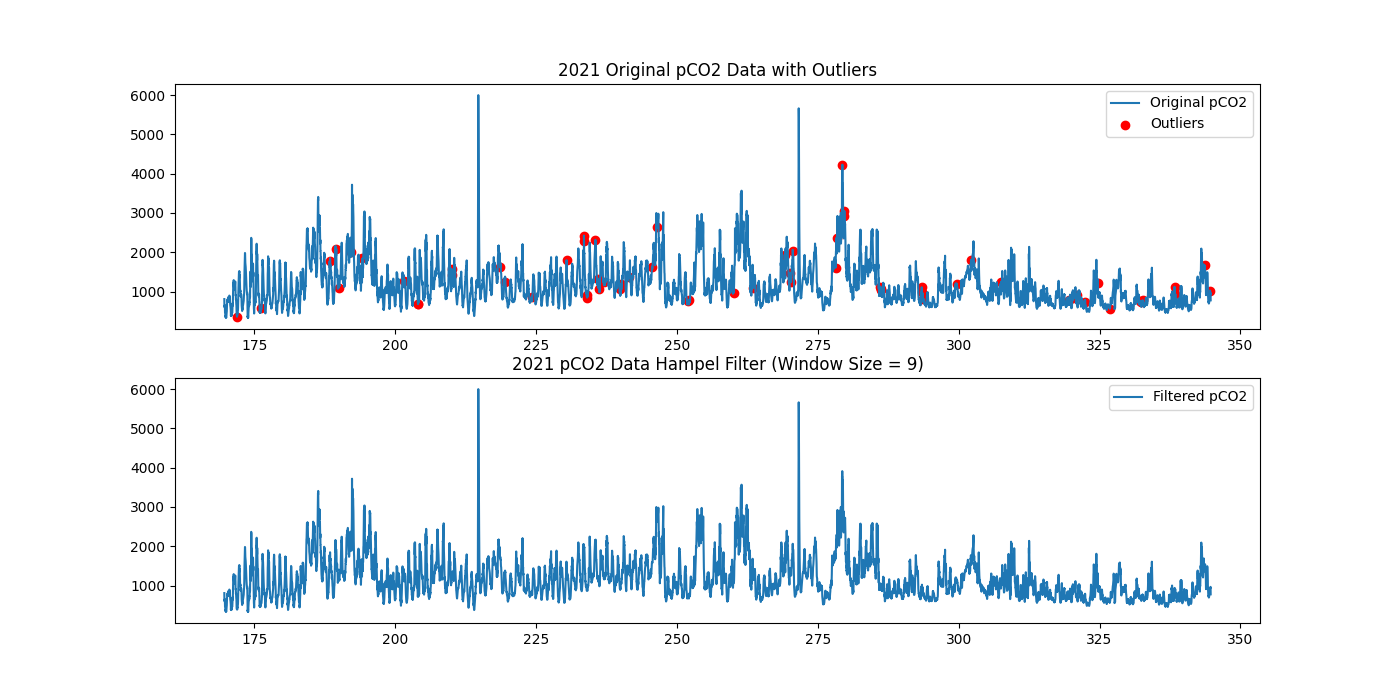 2021 Original pCO2 Data with Outliers
6000
5000
4000
3000
2000
1000
Original pCO2
Outliers
175 200 225 250 275 300 325 350
2021 pCO2 Data Hampel Filter (Window Size = 9)
6000
5000
4000
3000
2000
1000
Filtered pCO2
175 200 225 250 275 300 325 350